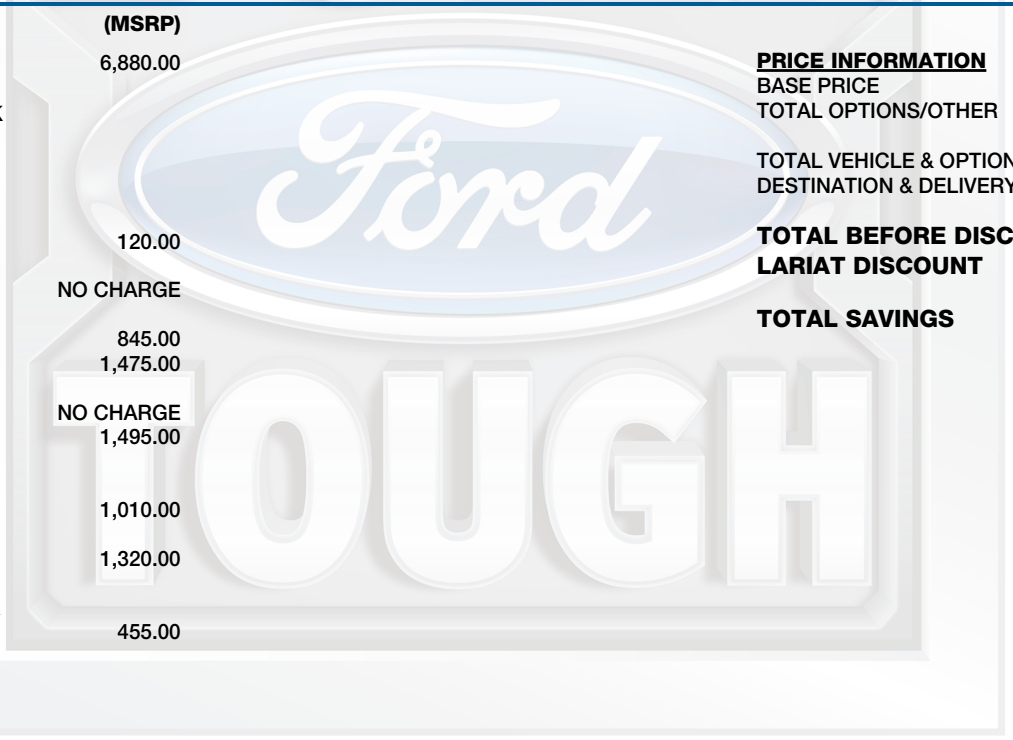 (MSRP)
6,880.00
120.00
NO CHARGE
845.00
1,475.00
NO CHARGE
1,495.00
1,010.00
1,320.00
455.00
PRICE INFORMATION
BASE PRICE
TOTAL OPTIONS/OTHER
TOTAL VEHICLE & OPTION
DESTINATION & DELIVERY
TOTAL BEFORE DISC
LARIAT DISCOUNT
TOTAL SAVINGS
Ford
TOUGH